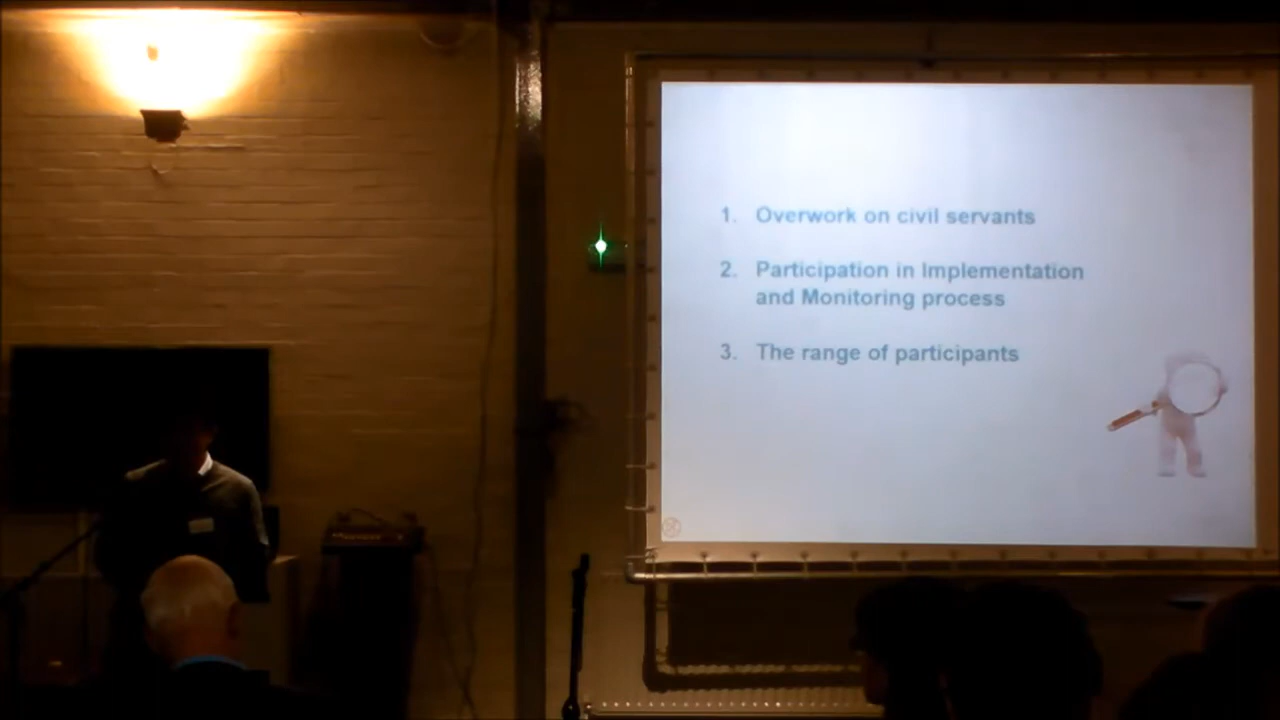 1. Overwork on civil servants
2. Participation in Implementation
and Monitoring process
3. The range of participants